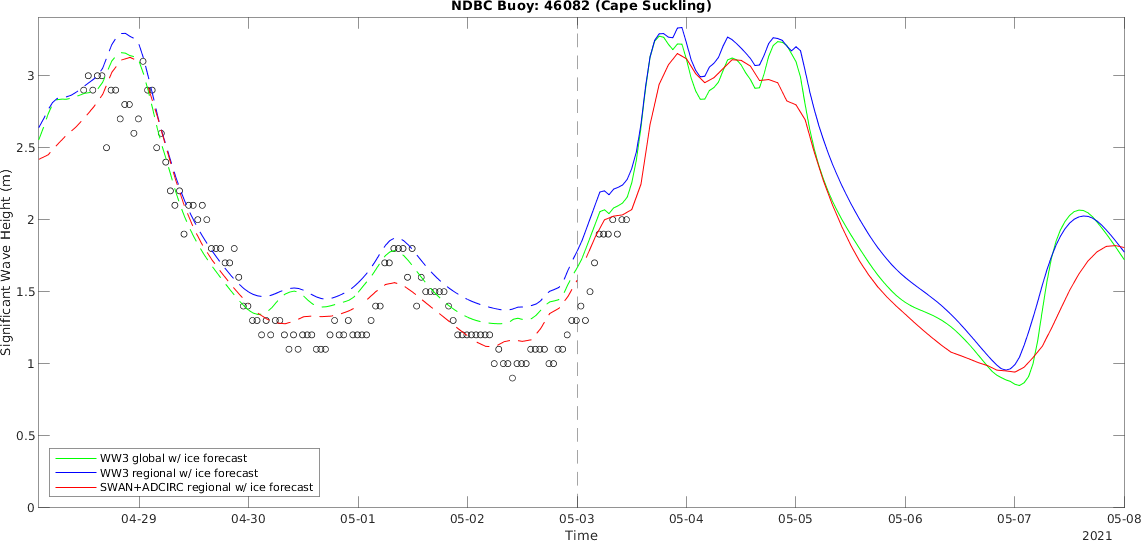 NDBC Buoy: 46082 (Cape Suckling)
Significant Wave Height (m)
3
2.5
2
1.5
1
0.5
0
WW3 global w/ ice forecast
WW3 regional w/ ice forecast
SWAN+ADCIRC regional w/ ice forecast
04-29 04-30 05-01 05-02 05-03 05-04 05-05 05-06 05-07 05-08
Time
2021